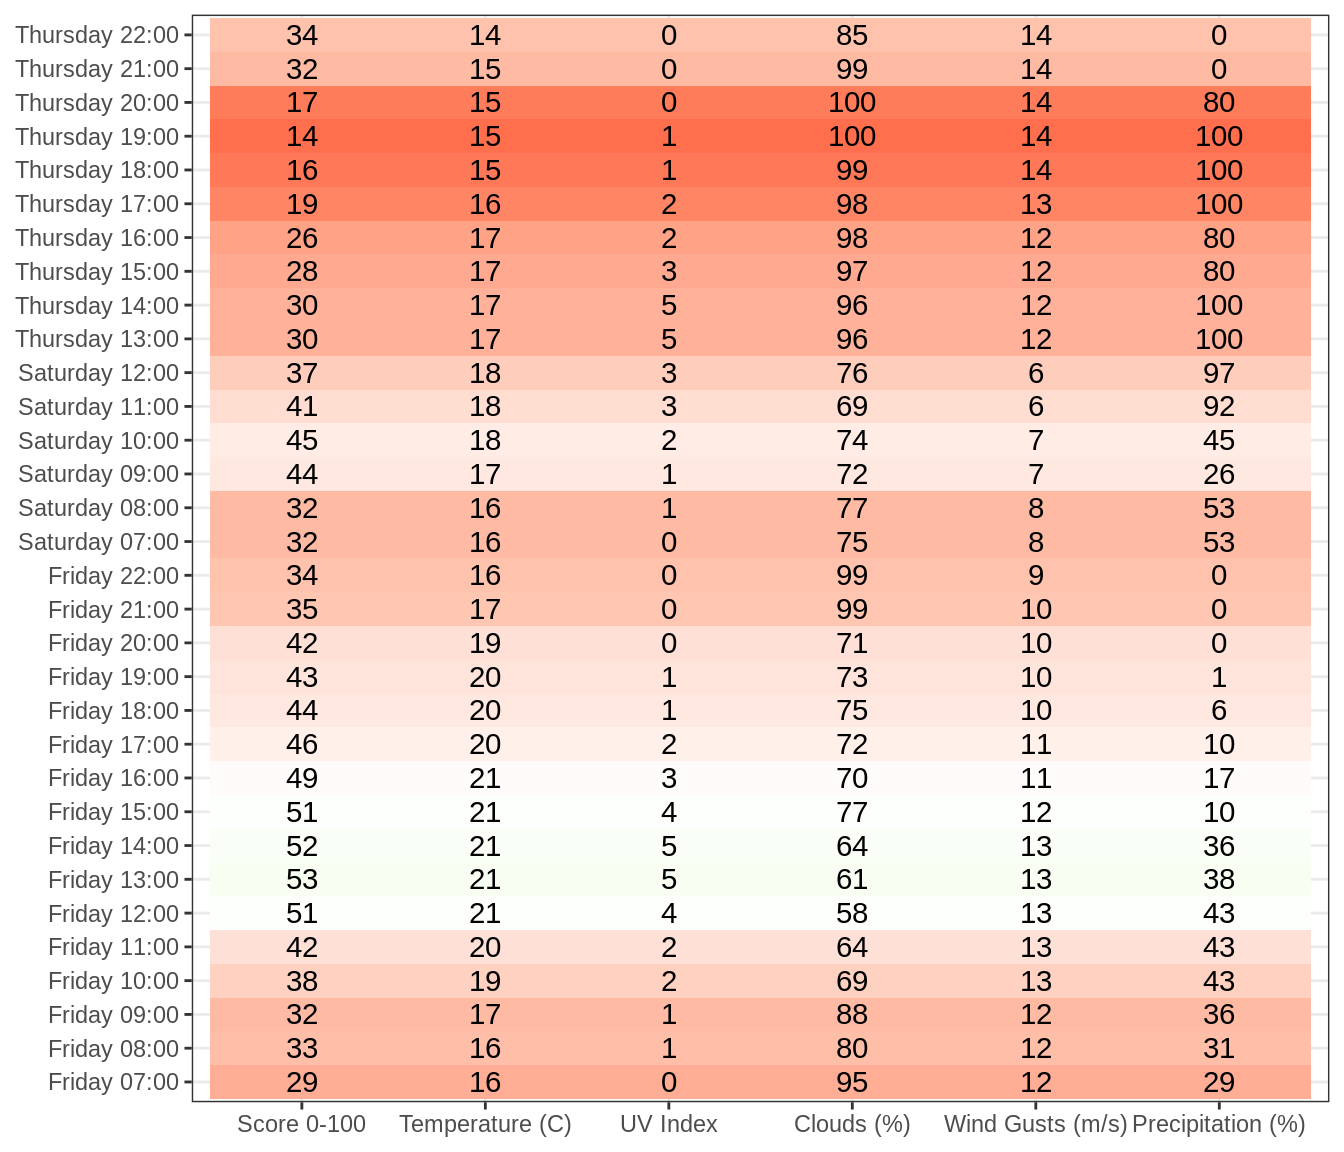 Thursday 22:00 34 14 0 85 14 0
Thursday 21:00 32 15 0 99 14 0
Thursday 20:00 17 15 0 100 14 80
Thursday 19:00 14 15 1 100 14 100
Thursday 18:00 16 15 1 99 14 100
Thursday 17:00 19 16 2 98 13 100
Thursday 16:00 26 17 2 98 12 80
Thursday 15:00 28 17 3 97 12 80
Thursday 14:00 30 17 5 96 12 100
Thursday 13:00 30 17 5 96 12 100
Saturday 12:00 37 18 3 76 6 97
Saturday 11:00 41 18 3 69 6 92
Saturday 10:00 45 18 2 74 7 45
Saturday 09:00 44 17 1 72 7 26
Saturday 08:00 32 16 1 77 8 53
Saturday 07:00 32 16 0 75 8 53
Friday 22:00 34 16 0 99 9 0
Friday 21:00 35 17 0 99 10 0
Friday 20:00 42 19 0 71 10 0
Friday 19:00 43 20 1 73 10 1
Friday 18:00 44 20 1 75 10 6
Friday 17:00 46 20 2 72 11 10
Friday 16:00 49 21 3 70 11 17
Friday 15:00 51 21 4 77 12 10
Friday 14:00 52 21 5 64 13 36
Friday 13:00 53 21 5 61 13 38
Friday 12:00 51 21 4 58 13 43
Friday 11:00 42 20 2 64 13 43
Friday 10:00 38 19 2 69 13 43
Friday 09:00 32 17 1 88 12 36
Friday 08:00 33 16 1 80 12 31
Friday 07:00 29 16 0 95 12 29
Score 0-100 Temperature (C) UV Index Clouds (%) Wind Gusts (m/s) Precipitation (%)